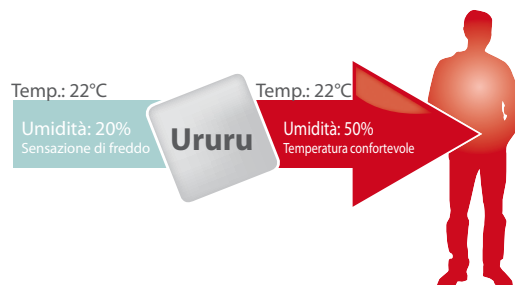 Temp.: 22°C
Umidità: 20%
Sensazione di freddo
Ururu
Temp.: 22°C
Umidità: 50%
Temperatura confortevole